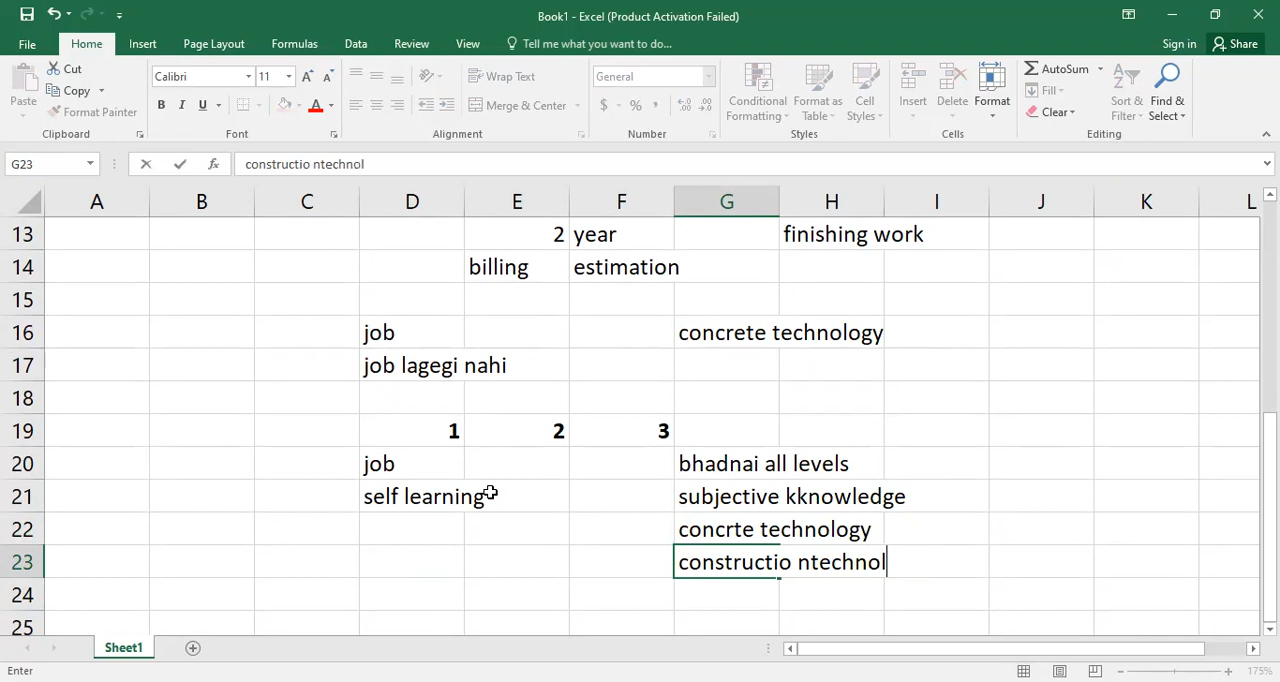 Book1 - Excel (Product Activation Failed)
File Home Insert Page Layout Formulas Data Review View Tell me what you want to do... Sign in Share
Cut
Copy
Format Painter
Paste
Clipboard
Calibri 11
B I U
Font
Wrap Text
Merge & Center
Alignment
General
$ % ,
Number
Conditional Formatting
Format as Table
Cell Styles
Styles
Insert Delete Format
Cells
AutoSum
Fill
Clear
Sort & Filter
Find & Select
Editing
G23 fx constructio ntechnol
A B C D E F G H I J K L
13 2 year finishing work
14 billing estimation
15
16 job concrete technology
17 job lagegi nahi
18
19 1 2 3
20 job bhadnai all levels
21 self learning subjective kknowledge
22 concrte technology
23 constructio ntechnol
24
25
Sheet1
Enter 175%